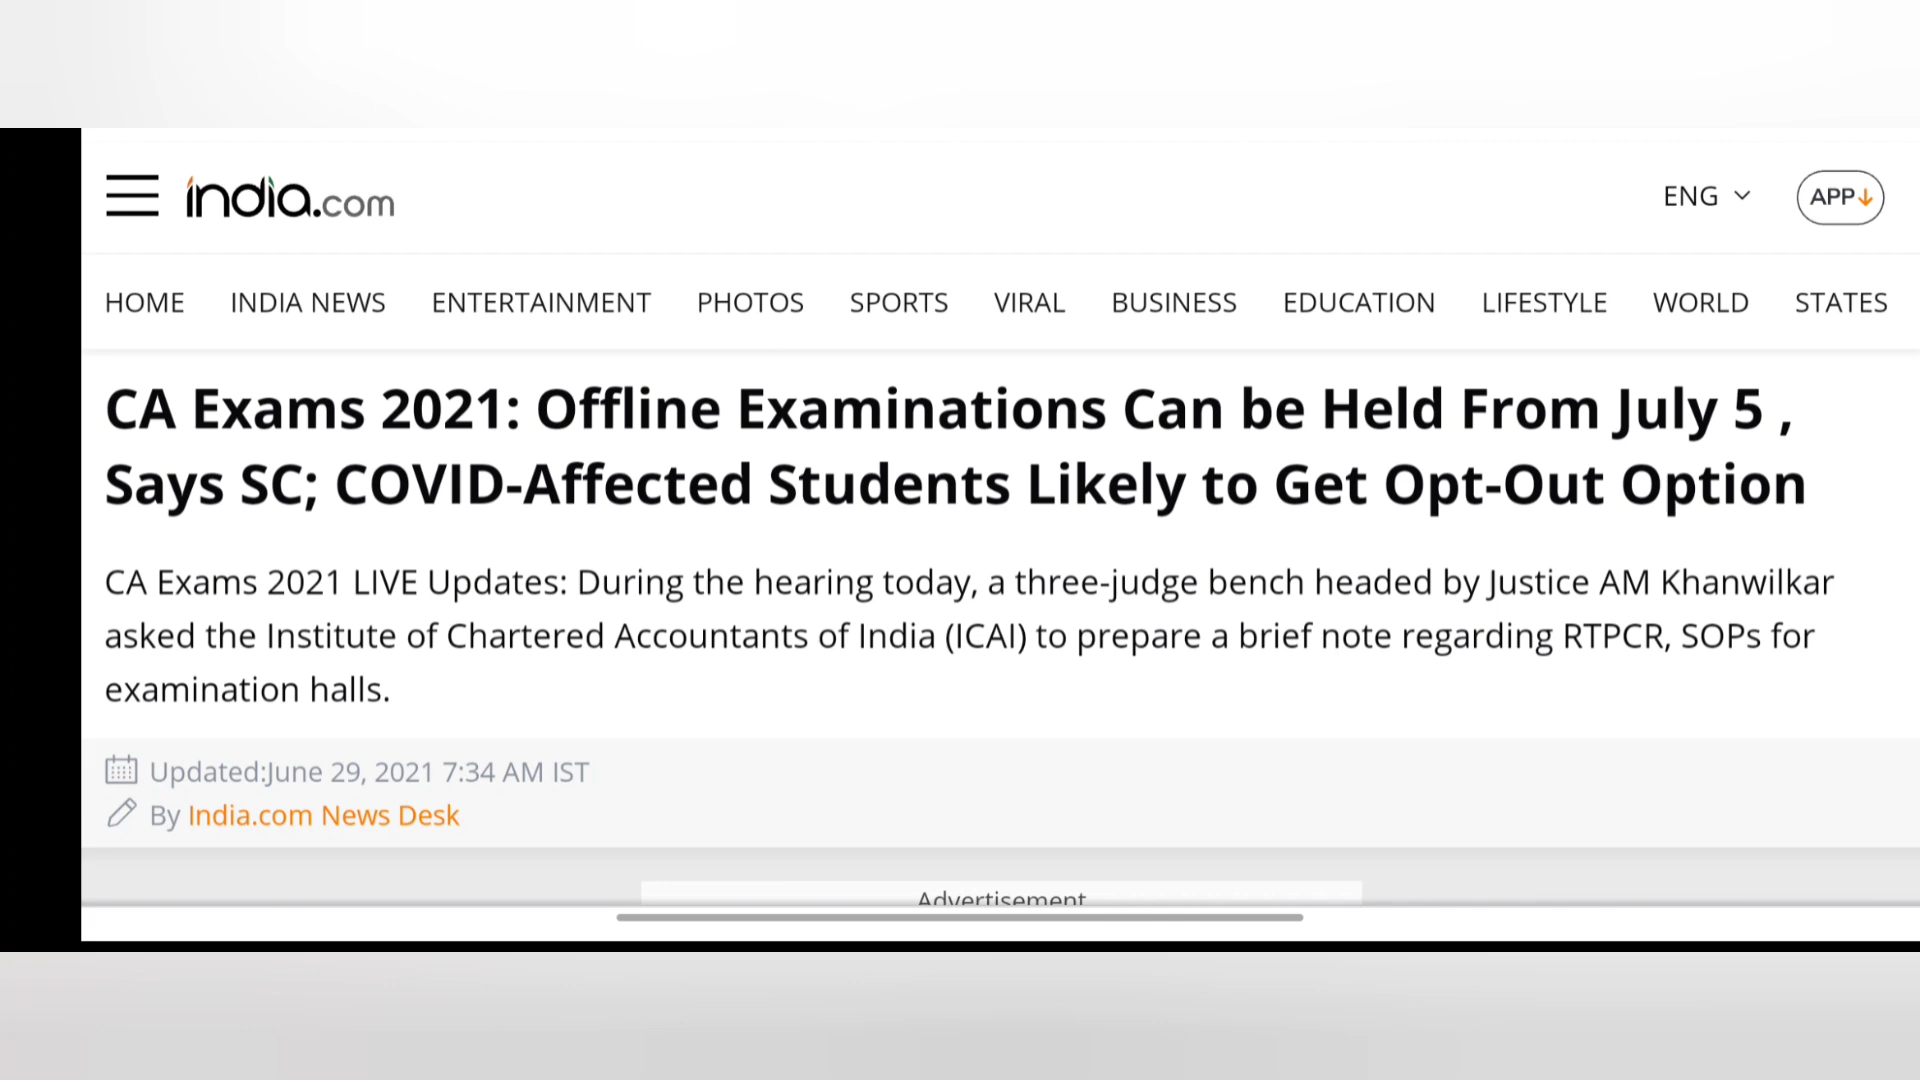 india.com
ENG
APP
HOME INDIA NEWS ENTERTAINMENT PHOTOS SPORTS VIRAL BUSINESS EDUCATION LIFESTYLE WORLD STATES
CA Exams 2021: Offline Examinations Can be Held From July 5 ,
Says SC; COVID-Affected Students Likely to Get Opt-Out Option
CA Exams 2021 LIVE Updates: During the hearing today, a three-judge bench headed by Justice AM Khanwilkar
asked the Institute of Chartered Accountants of India (ICAI) to prepare a brief note regarding RTPCR, SOPs for
examination halls.
Updated:June 29, 2021 7:34 AM IST
By India.com News Desk
Advertisement